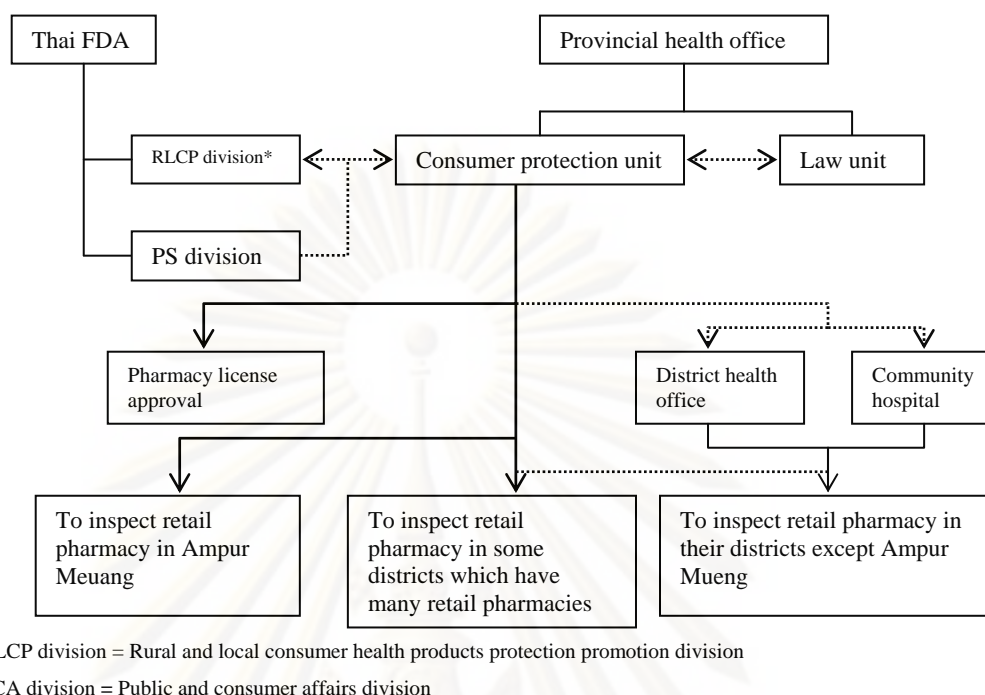 Thai FDA
Provincial health office
RLCP division*
Consumer protection unit
Law unit
PS division
Pharmacy license
approval
District health
office
Community
hospital
To inspect retail
pharmacy in Ampur
Meuang
To inspect retail
pharmacy in some
districts which have
many retail pharmacies
To inspect retail pharmacy in
their districts except Ampur
Mueng
LCP division = Rural and local consumer health products protection promotion division
CA division = Public and consumer affairs division